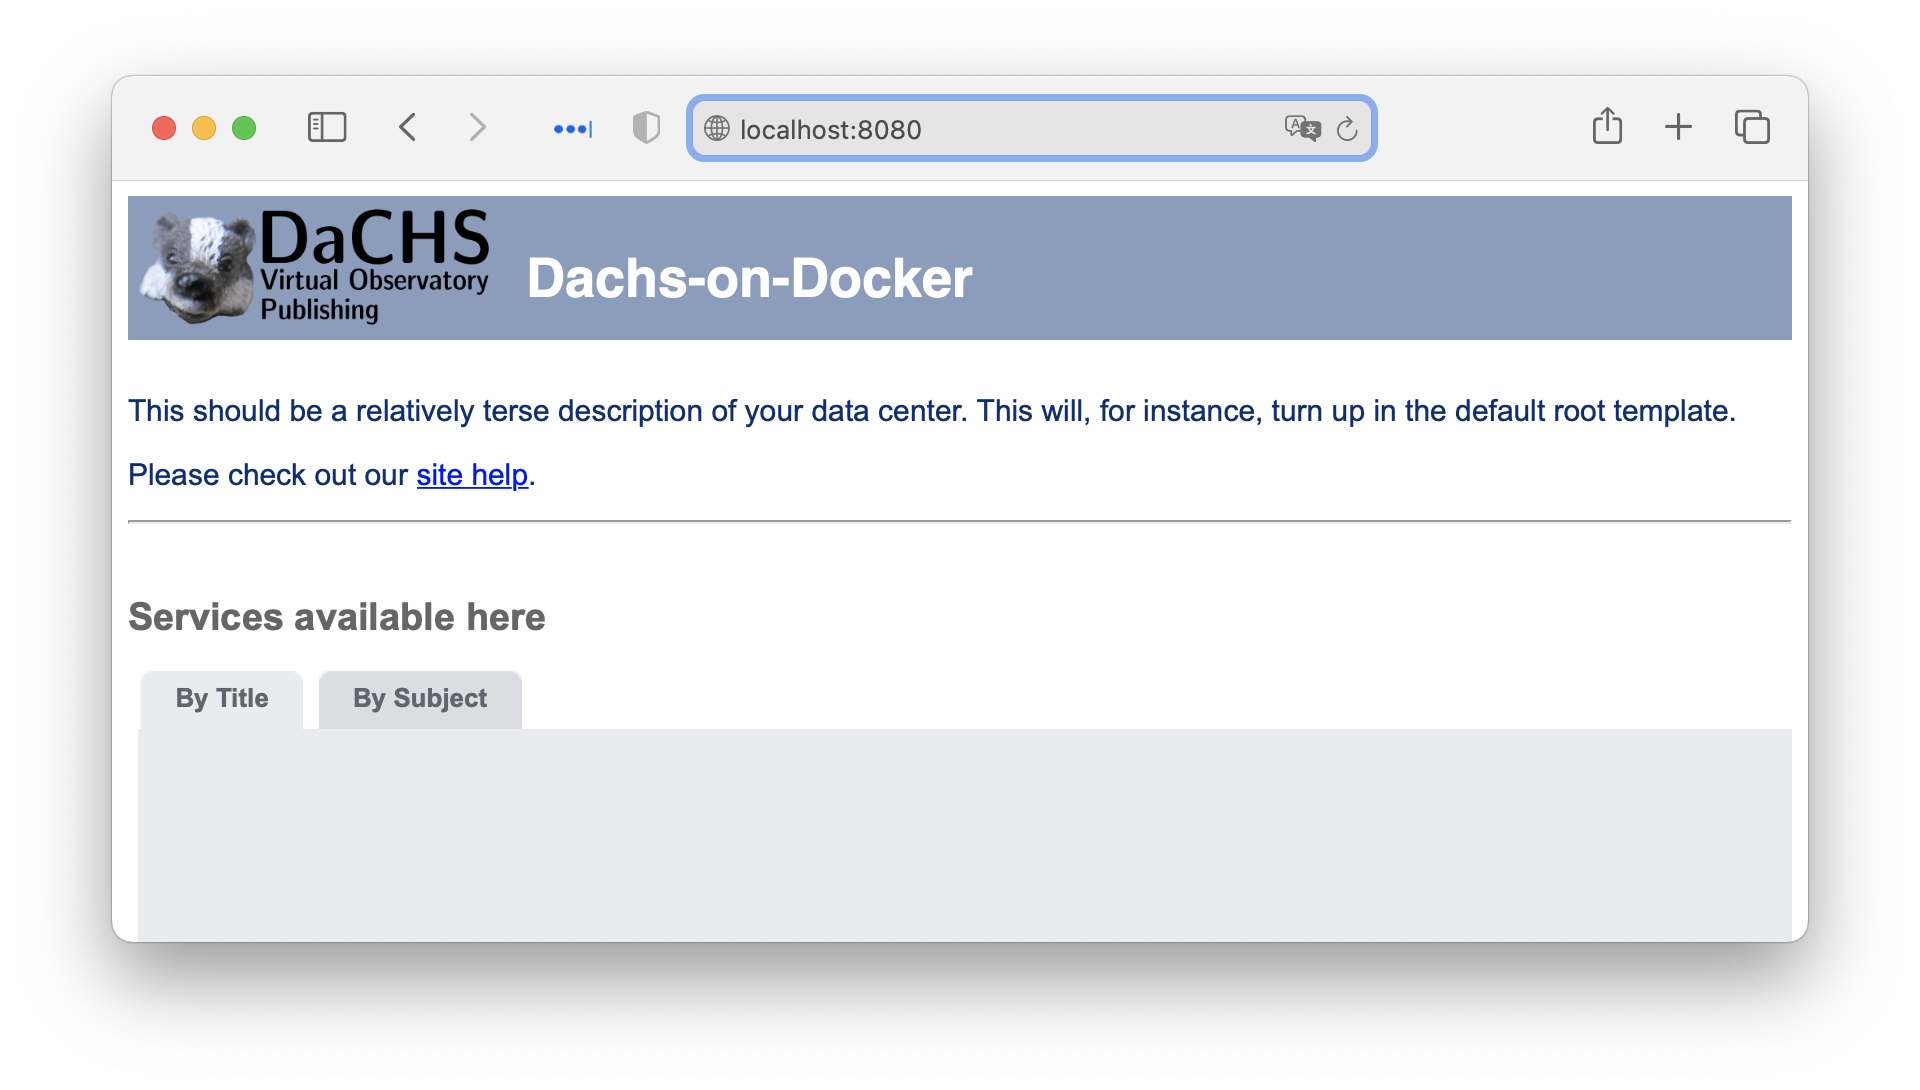 localhost:8080
DaCHS
Virtual Observatory
Publishing
Dachs-on-Docker
This should be a relatively terse description of your data center. This will, for instance, turn up in the default root template.
Please check out our site help.
Services available here
By Title By Subject